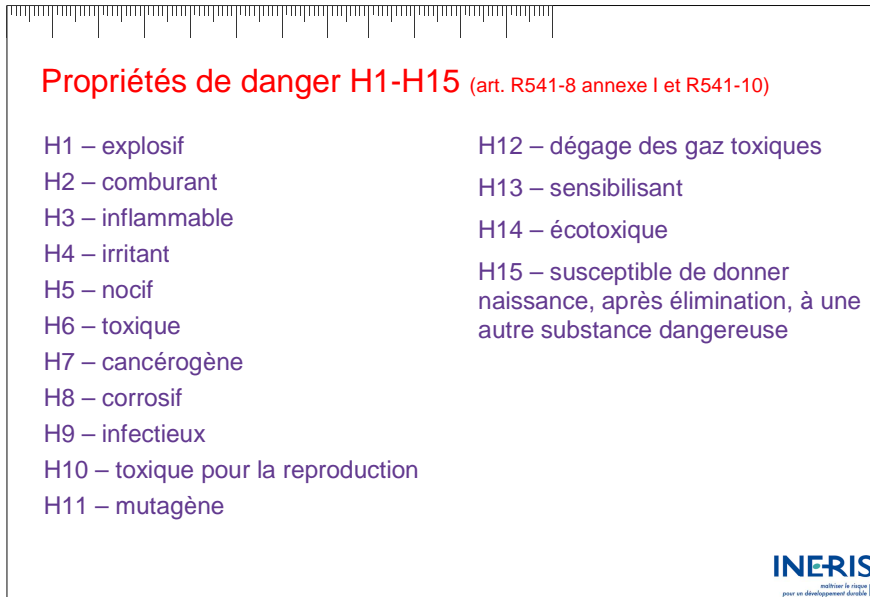 Propriétés de danger H1-H15 (art. R541-8 annexe I et R541-10)
H1 – explosif
H2 – comburant
H3 – inflammable
H4 – irritant
H5 – nocif
H6 – toxique
H7 – cancérogène
H8 – corrosif
H9 – infectieux
H10 – toxique pour la reproduction
H11 – mutagène
H12 – dégage des gaz toxiques
H13 – sensibilisant
H14 – écotoxique
H15 – susceptible de donner
naissance, après élimination, à une
autre substance dangereuse
INERIS
maîtriser le risque
pour un développement durable